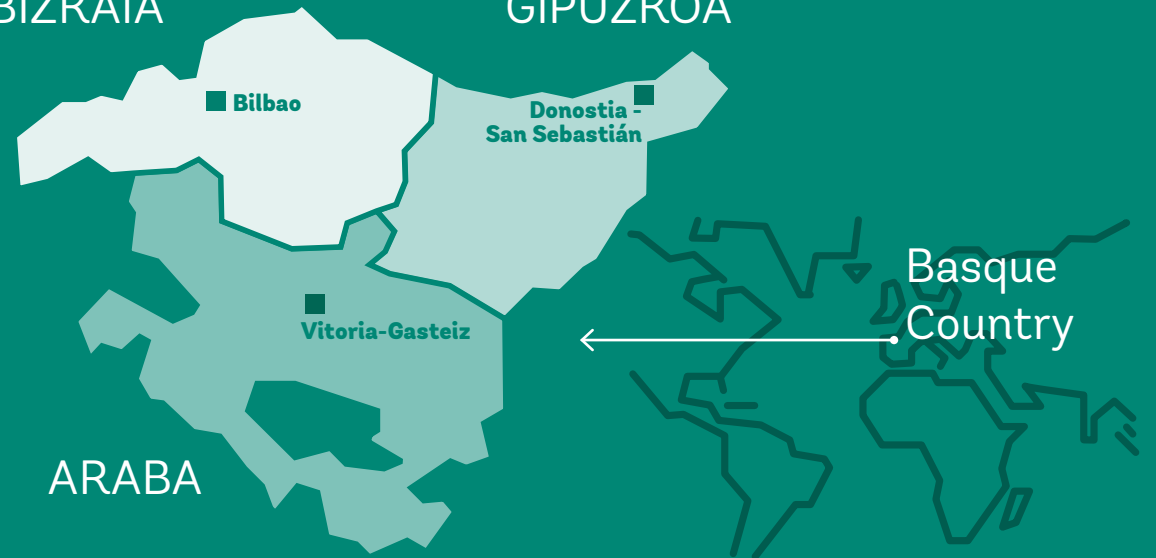 BIZKAIA
GIPUZKOA
Bilbao
Donostia -
San Sebastián
Basque
Country
Vitoria-Gasteiz
ARABA